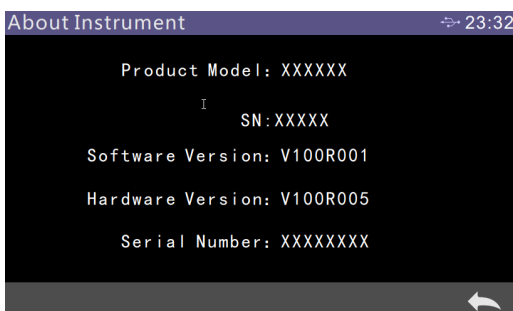 About Instrument 23:32
Product Model: XXXXXX
SN:XXXXX
Software Version: V100R001
Hardware Version: V100R005
Serial Number: XXXXXXXX